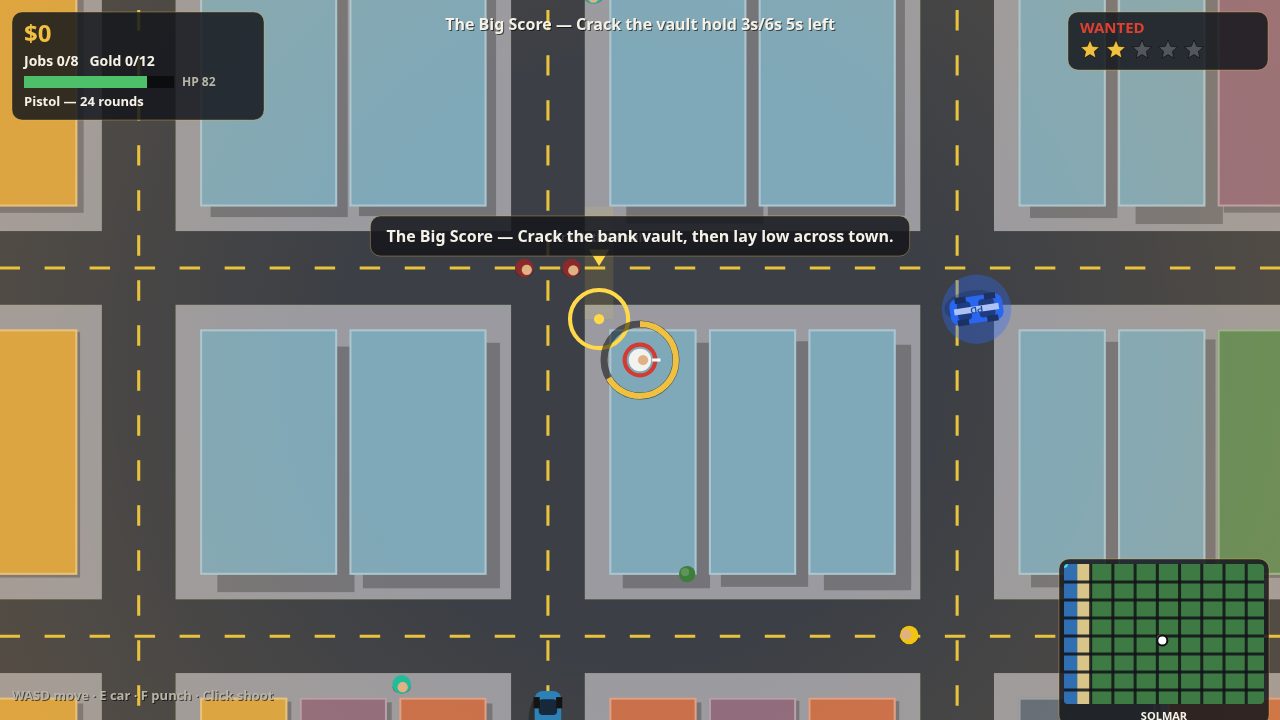 $0
Jobs 0/8 Gold 0/12
HP 82
Pistol — 24 rounds
The Big Score — Crack the vault hold 3s/6s 5s left
WANTED
The Big Score — Crack the bank vault, then lay low across town.
WASD move · E car · F punch · Click shoot
SOLMAR